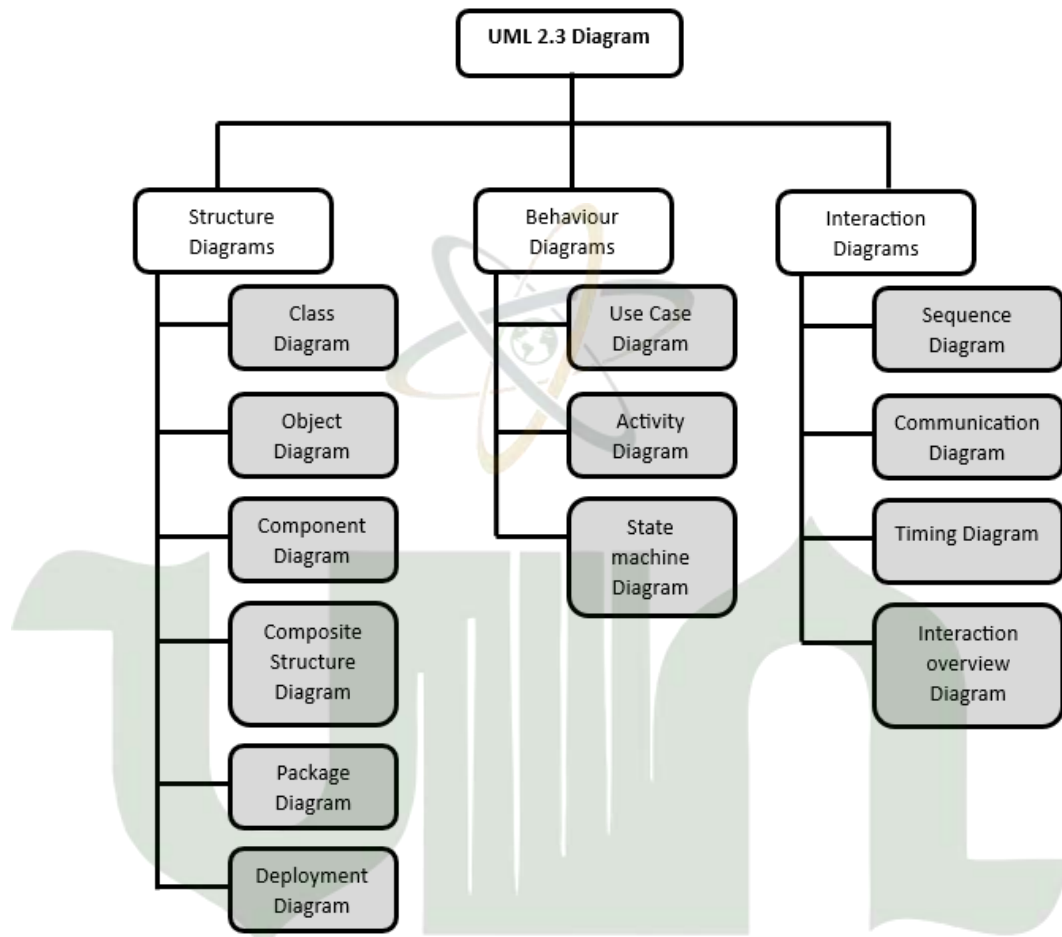 UML 2.3 Diagram
Structure
Diagrams
Class
Diagram
Object
Diagram
Component
Diagram
Composite
Structure
Diagram
Package
Diagram
Deployment
Diagram
Behaviour
Diagrams
Use Case
Diagram
Activity
Diagram
State
machine
Diagram
Interaction
Diagrams
Sequence
Diagram
Communication
Diagram
Timing Diagram
Interaction
overview
Diagram